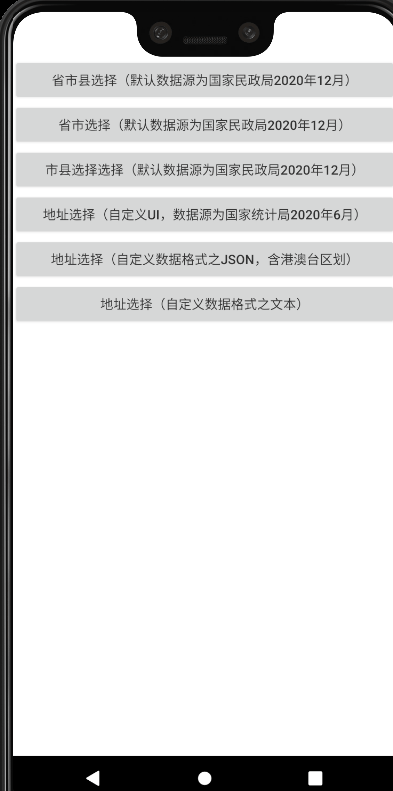 省市县选择（默认数据源为国家民政局2020年12月）
省市选择（默认数据源为国家民政局2020年12月）
市县选择选择（默认数据源为国家民政局2020年12月）
地址选择（自定义UI，数据源为国家统计局2020年6月）
地址选择（自定义数据格式之JSON，含港澳台区划）
地址选择（自定义数据格式之文本）